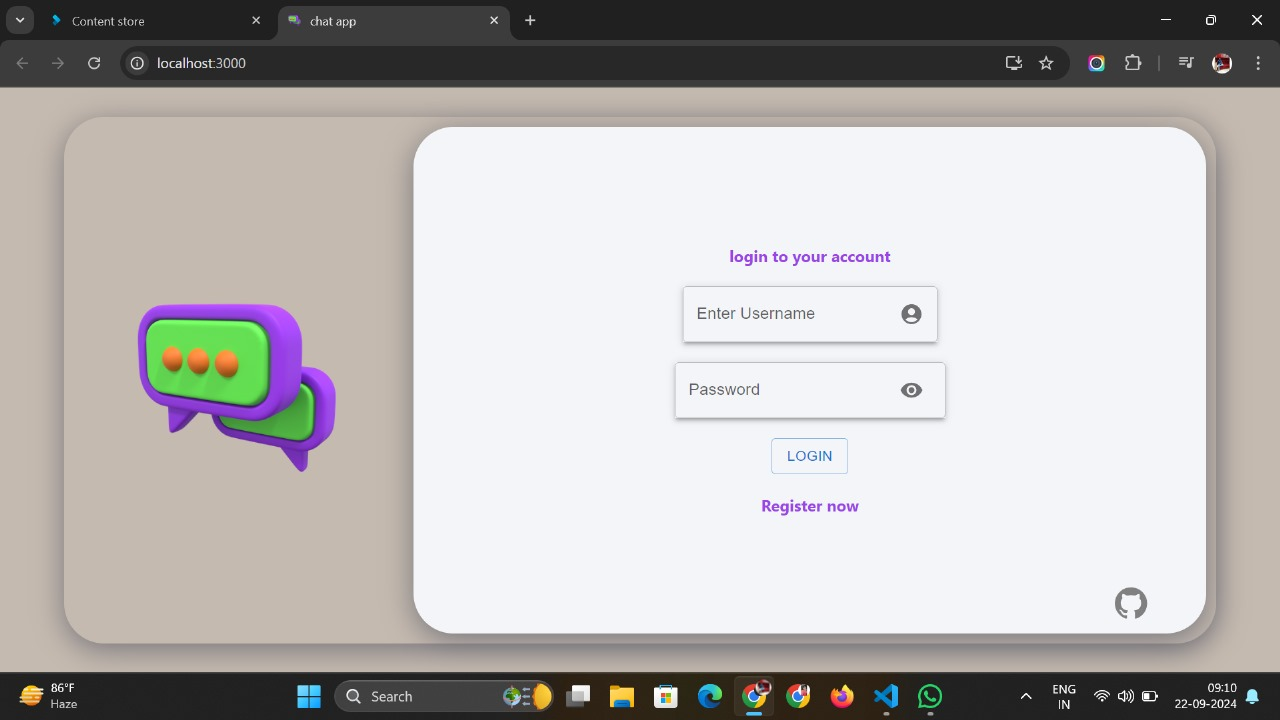 Content store
chat app
localhost:3000
login to your account
Enter Username
Password
LOGIN
Register now
86°F
Haze
Search
ENG
IN
09:10
22-09-2024